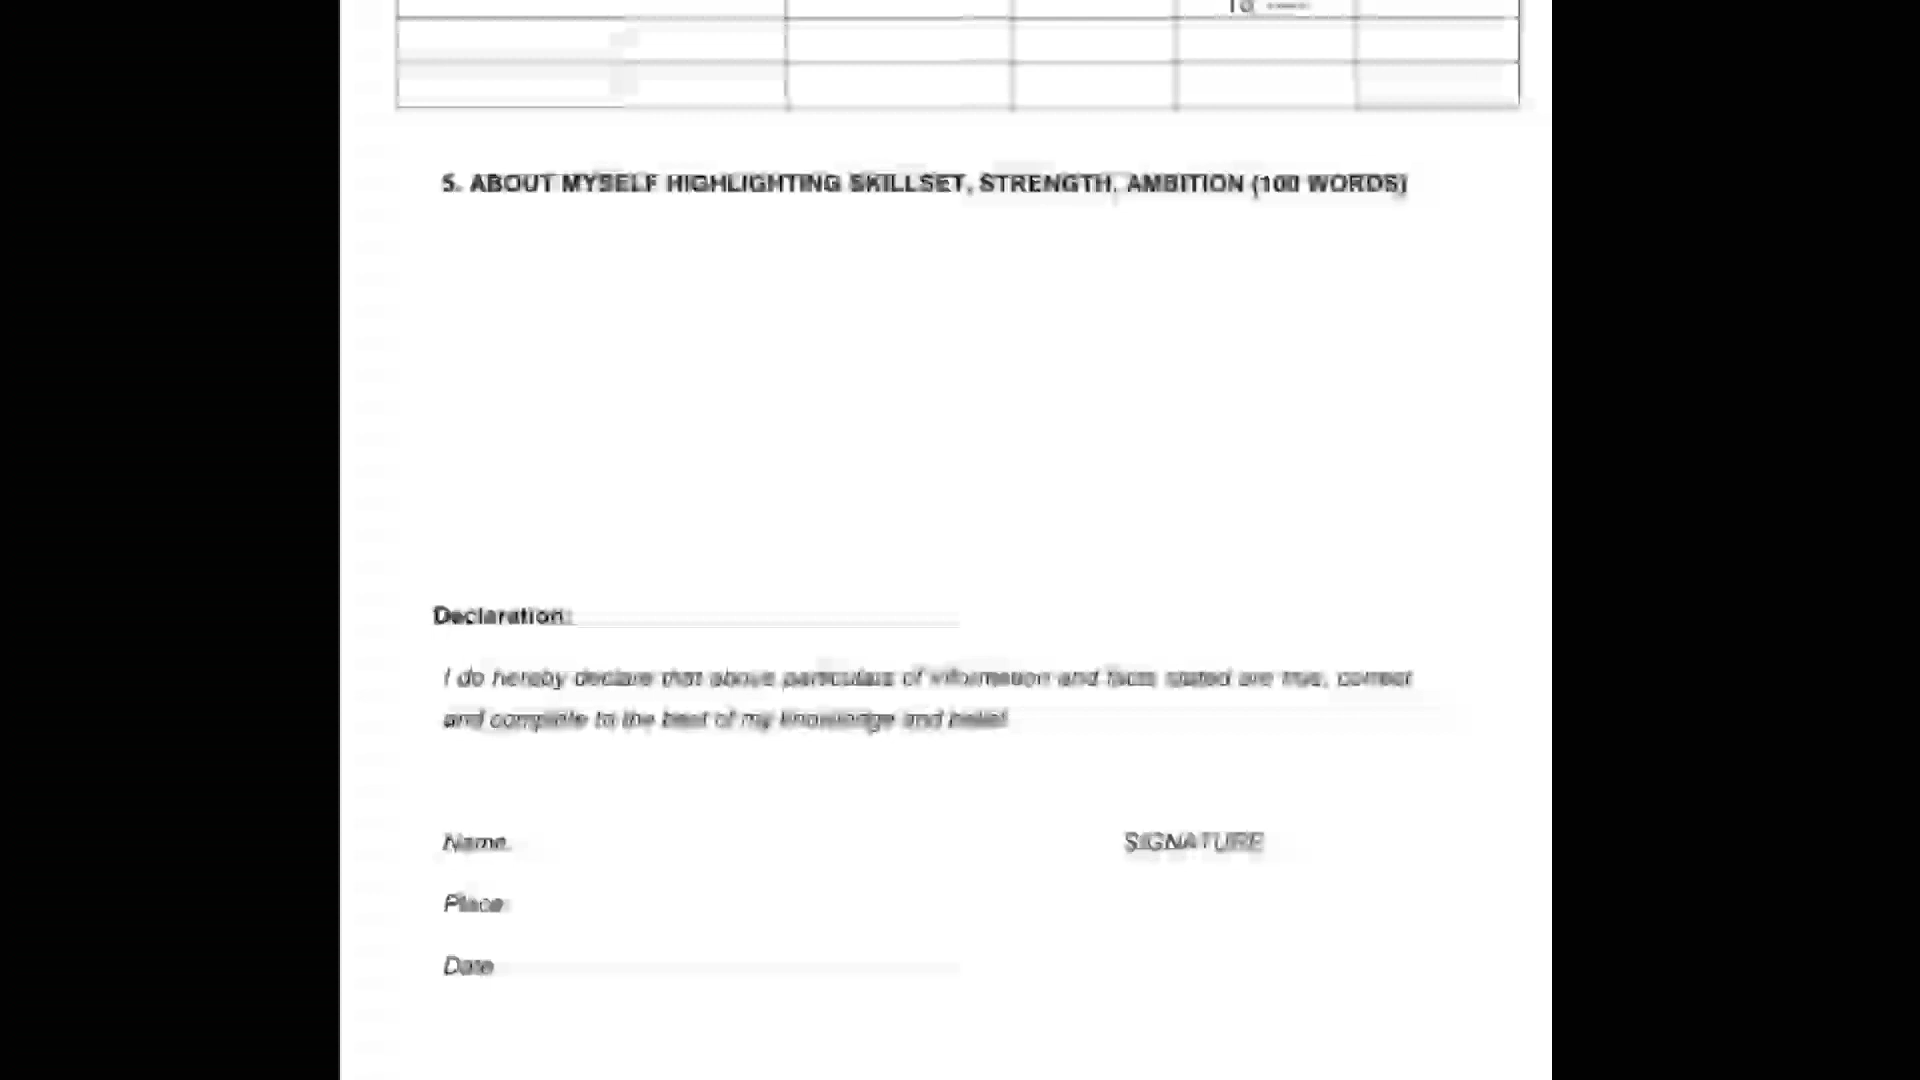 To ----
5. ABOUT MYSELF HIGHLIGHTING SKILLSET, STRENGTH, AMBITION (100 WORDS)
Declaration:
I do hereby declare that above particulars of information and facts stated are true, correct
and complete to the best of my knowledge and belief
Name
Place
Date
SIGNATURE